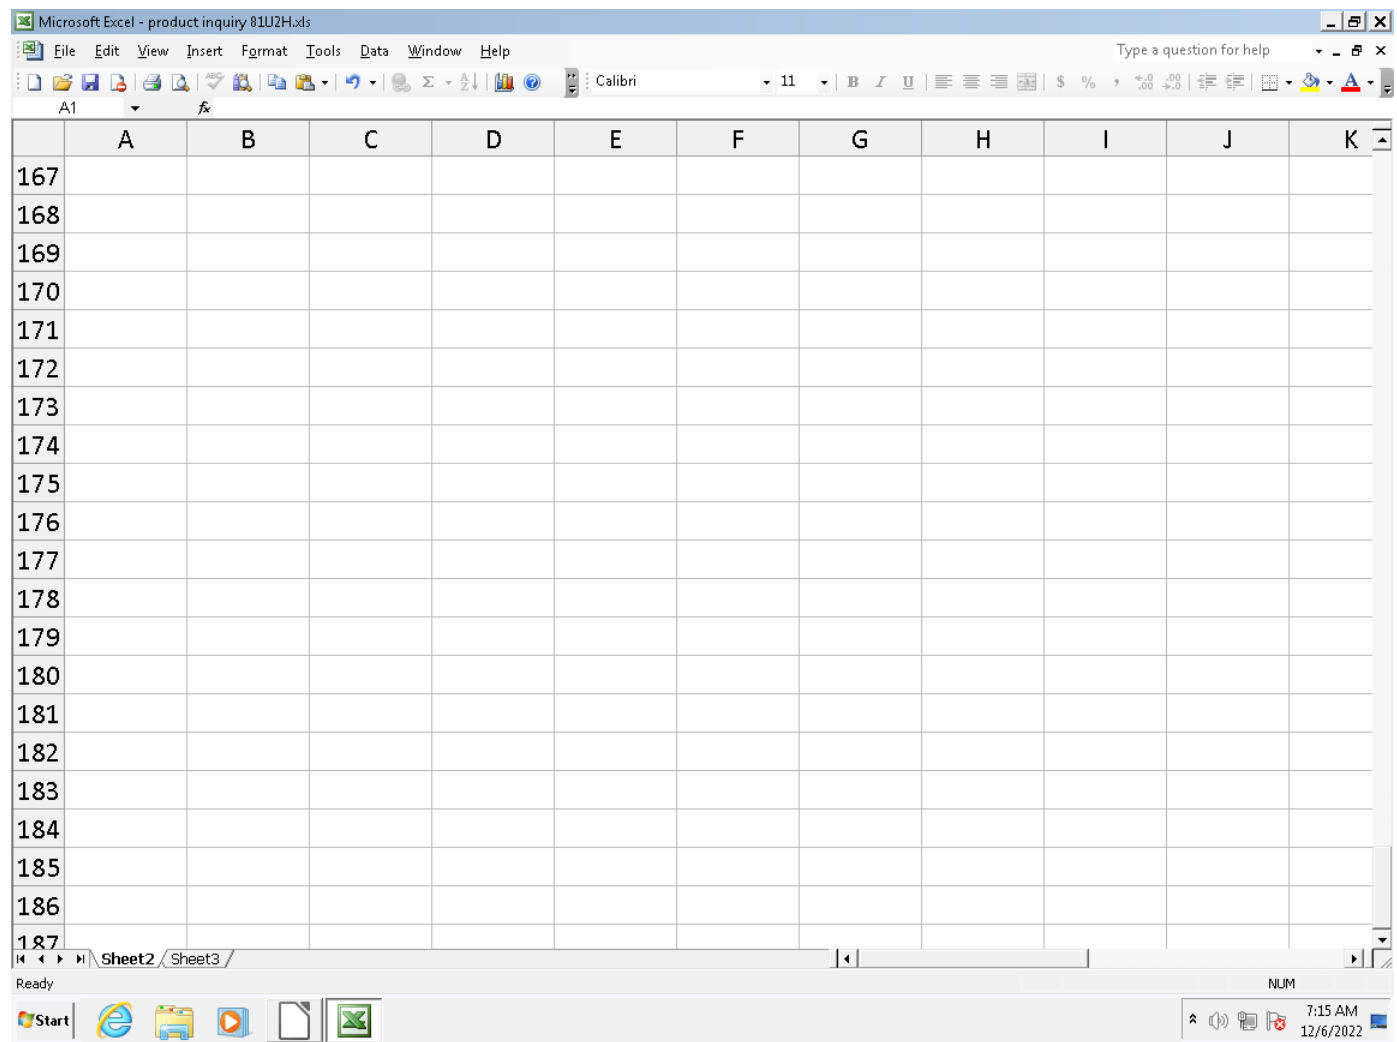 Microsoft Excel - product inquiry 81U2H.xls
File Edit View Insert Format Tools Data Window Help Type a question for help
Calibri 11 B I U $ % ,
A1 fx
A B C D E F G H I J K
167
168
169
170
171
172
173
174
175
176
177
178
179
180
181
182
183
184
185
186
187
Sheet2 Sheet3
Ready NUM
Start 7:15 AM
12/6/2022